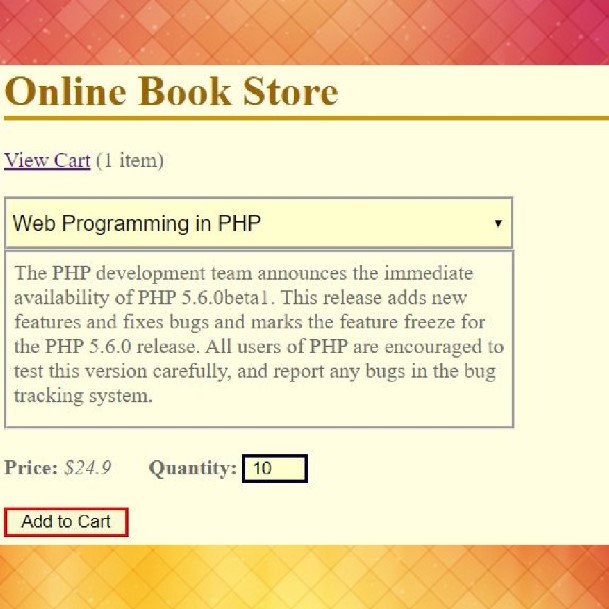 Online Book Store
View Cart (1 item)
Web Programming in PHP
The PHP development team announces the immediate
availability of PHP 5.6.0beta1. This release adds new
features and fixes bugs and marks the feature freeze for
the PHP 5.6.0 release. All users of PHP are encouraged to
test this version carefully, and report any bugs in the bug
tracking system.
Price: $24.9 Quantity: 10
Add to Cart